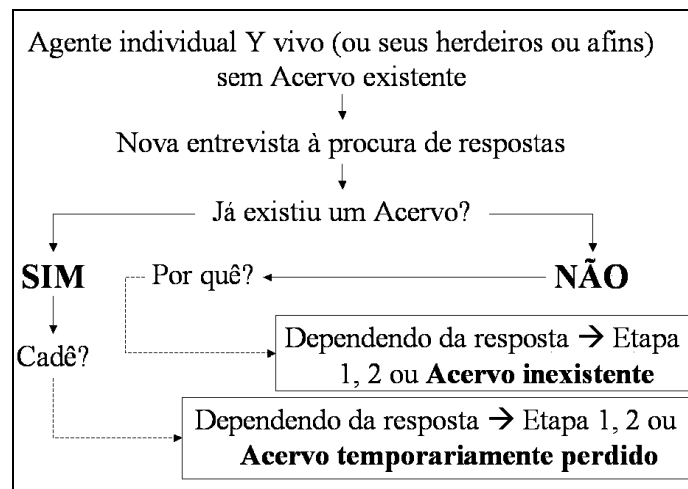 Agente individual Y vivo (ou seus herdeiros ou afins)
sem Acervo existente
Nova entrevista à procura de respostas
Já existiu um Acervo?
SIM
Por quê?
NÃO
Cadê?
Dependendo da resposta → Etapa
1, 2 ou Acervo inexistente
Dependendo da resposta → Etapa 1, 2 ou
Acervo temporariamente perdido